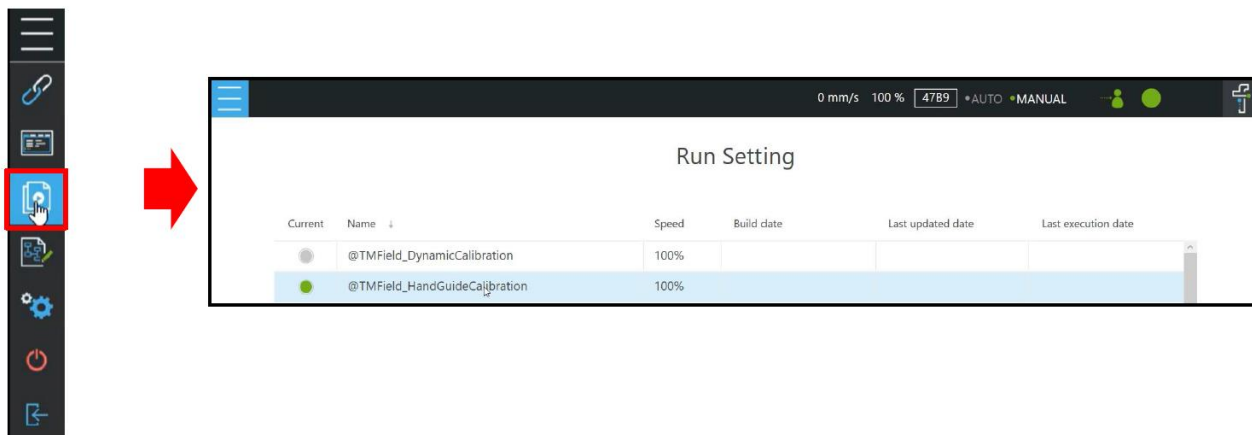 0 mm/s 100 % 47B9 AUTO MANUAL
Run Setting
Current Name ↓ Speed Build date Last updated date Last execution date
@TMField_DynamicCalibration 100%
@TMField_HandGuideCalibration 100%